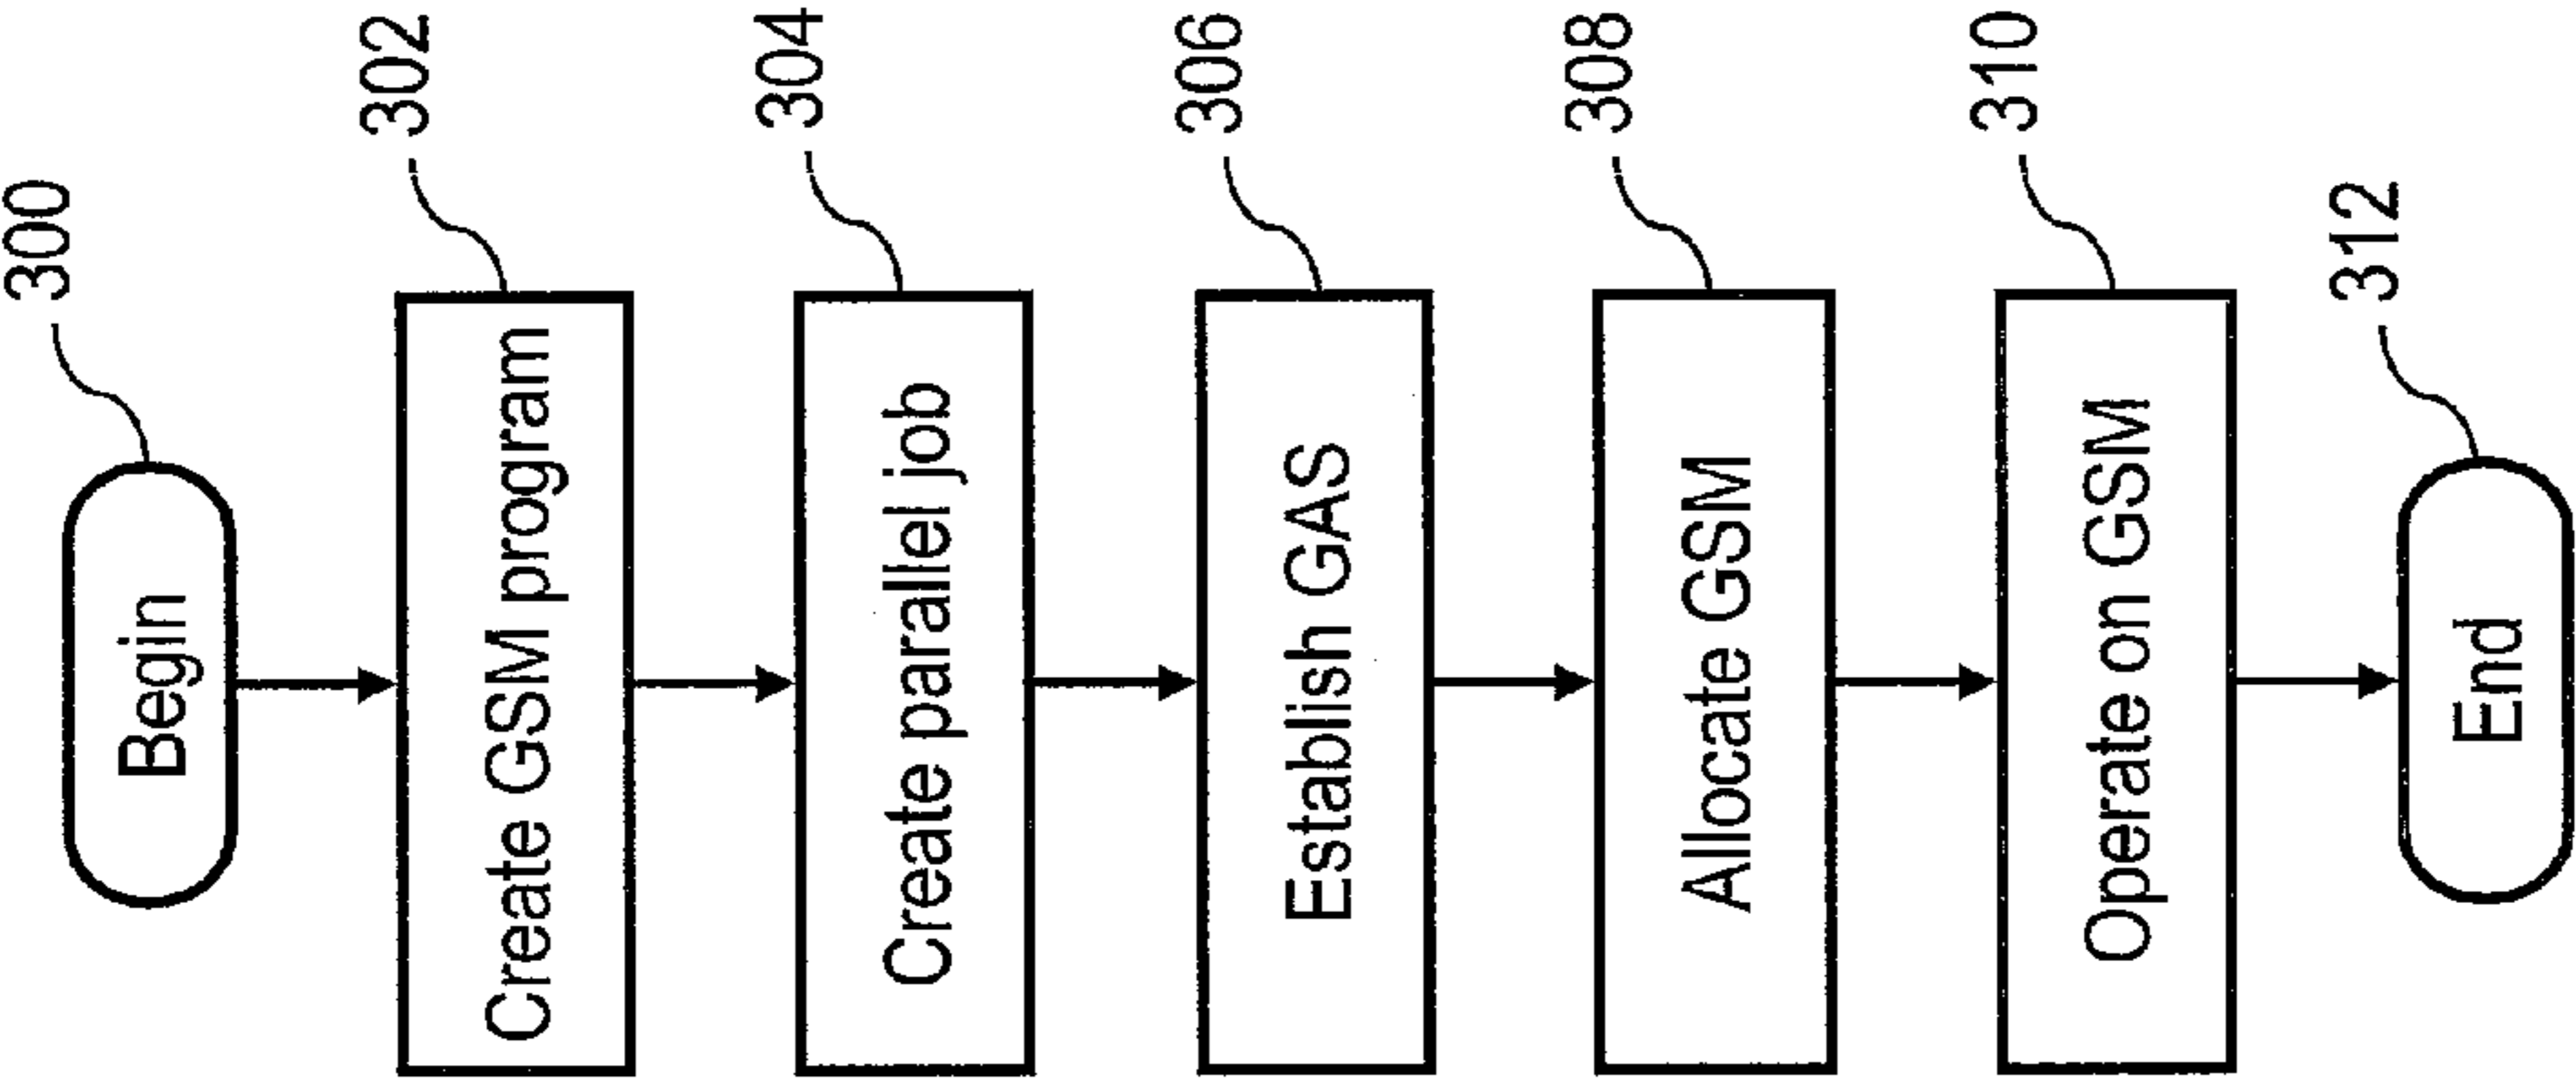 Begin
300
Create GSM program
302
Create parallel job
304
Establish GAS
306
Allocate GSM
308
Operate on GSM
310
End
312